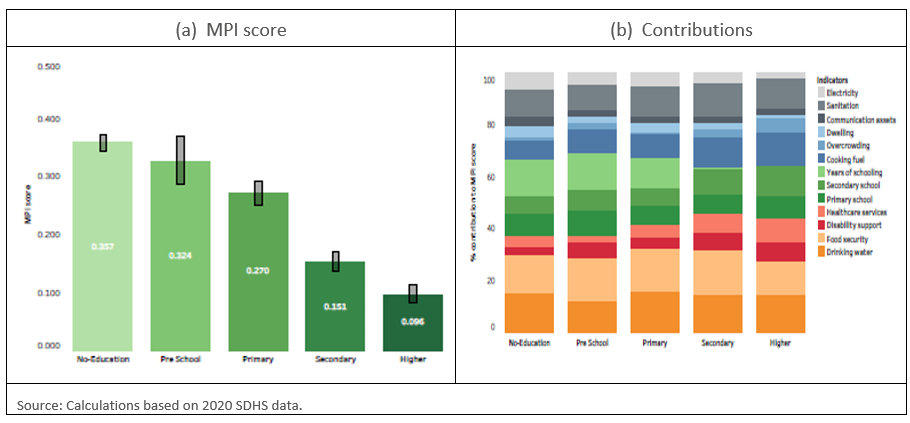 (a) MPI score
(b) Contributions
MPI score
0.500
0.400
0.300
0.200
0.100
0.000
0.357
0.324
0.270
0.151
0.096
No-Education
Pre School
Primary
Secondary
Higher
% contribution to MPI score
100
80
60
40
20
0
No-Education
Pre School
Primary
Secondary
Higher
Indicators
Electricity
Sanitation
Communication assets
Dwelling
Overcrowding
Cooking fuel
Years of schooling
Secondary school
Primary school
Healthcare services
Disability support
Food security
Drinking water
Source: Calculations based on 2020 SDHS data.